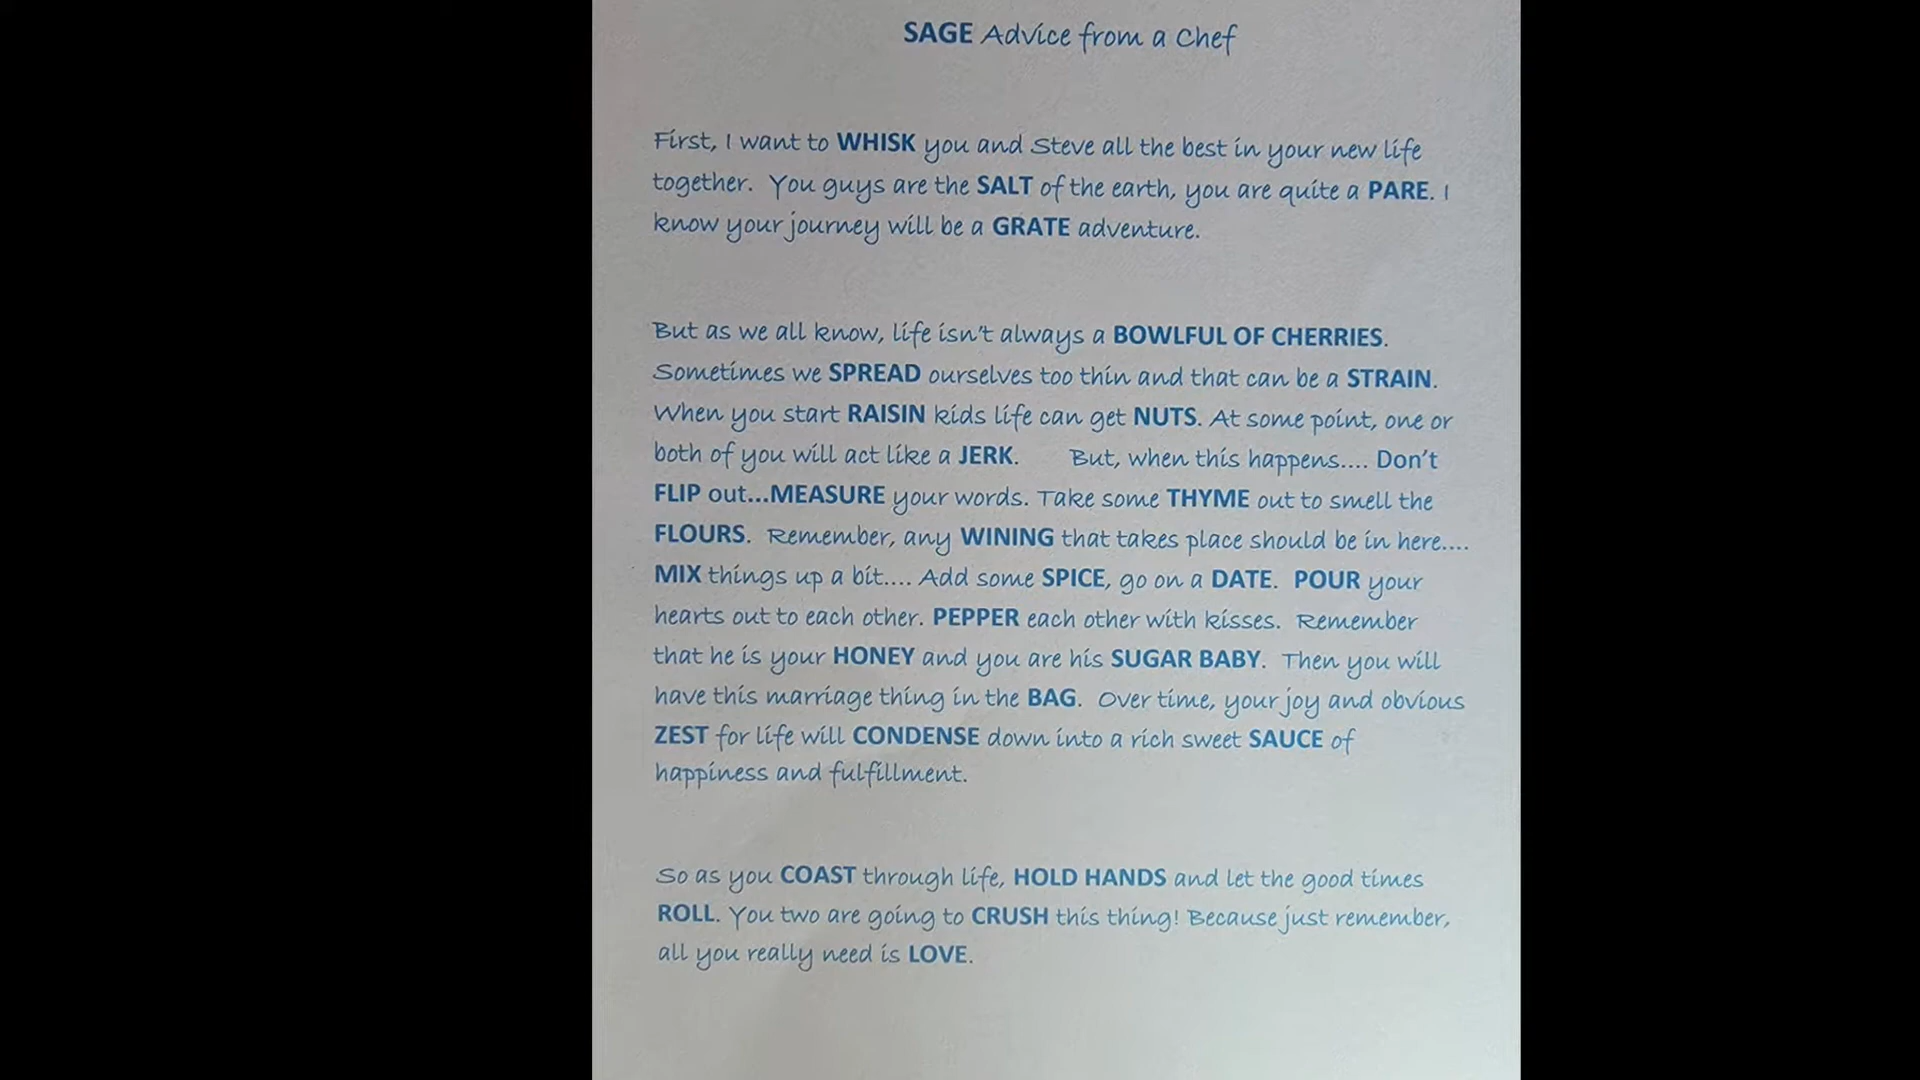 SAGE Advice from a Chef
First, I want to WHISK you and Steve all the best in your new life
together. You guys are the SALT of the earth, you are quite a PARE. I
know your journey will be a GRATE adventure.
But as we all know, life isn't always a BOWLFUL OF CHERRIES.
Sometimes we SPREAD ourselves too thin and that can be a STRAIN.
When you start RAISIN kids life can get NUTS. At some point, one or
both of you will act like a JERK. But, when this happens.... Don't
FLIP out...MEASURE your words. Take some THYME out to smell the
FLOURS. Remember, any WINING that takes place should be in here....
MIX things up a bit.... Add some SPICE, go on a DATE. POUR your
hearts out to each other. PEPPER each other with kisses. Remember
that he is your HONEY and you are his SUGAR BABY. Then you will
have this marriage thing in the BAG. Over time, your joy and obvious
ZEST for life will CONDENSE down into a rich sweet SAUCE of
happiness and fulfillment.
So as you COAST through life, HOLD HANDS and let the good times
ROLL. You two are going to CRUSH this thing! Because just remember,
all you really need is LOVE.